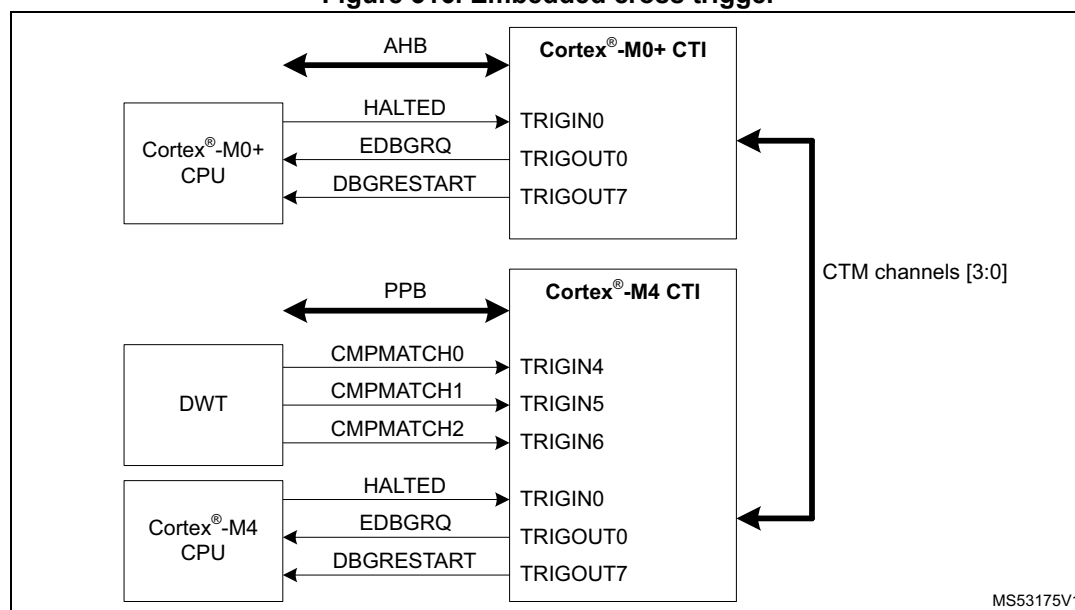 Figure Embedded cross trigger
AHB
Cortex®-M0+ CTI
HALTED
TRIGIN0
Cortex®-M0+
CPU
EDBGRQ
TRIGOUT0
DBGRESTART
TRIGOUT7
CTM channels [3:0]
PPB
Cortex®-M4 CTI
DWT
CMPMATCH0
TRIGIN4
CMPMATCH1
TRIGIN5
CMPMATCH2
TRIGIN6
HALTED
TRIGIN0
Cortex®-M4
CPU
EDBGRQ
TRIGOUT0
DBGRESTART
TRIGOUT7
MS53175V1